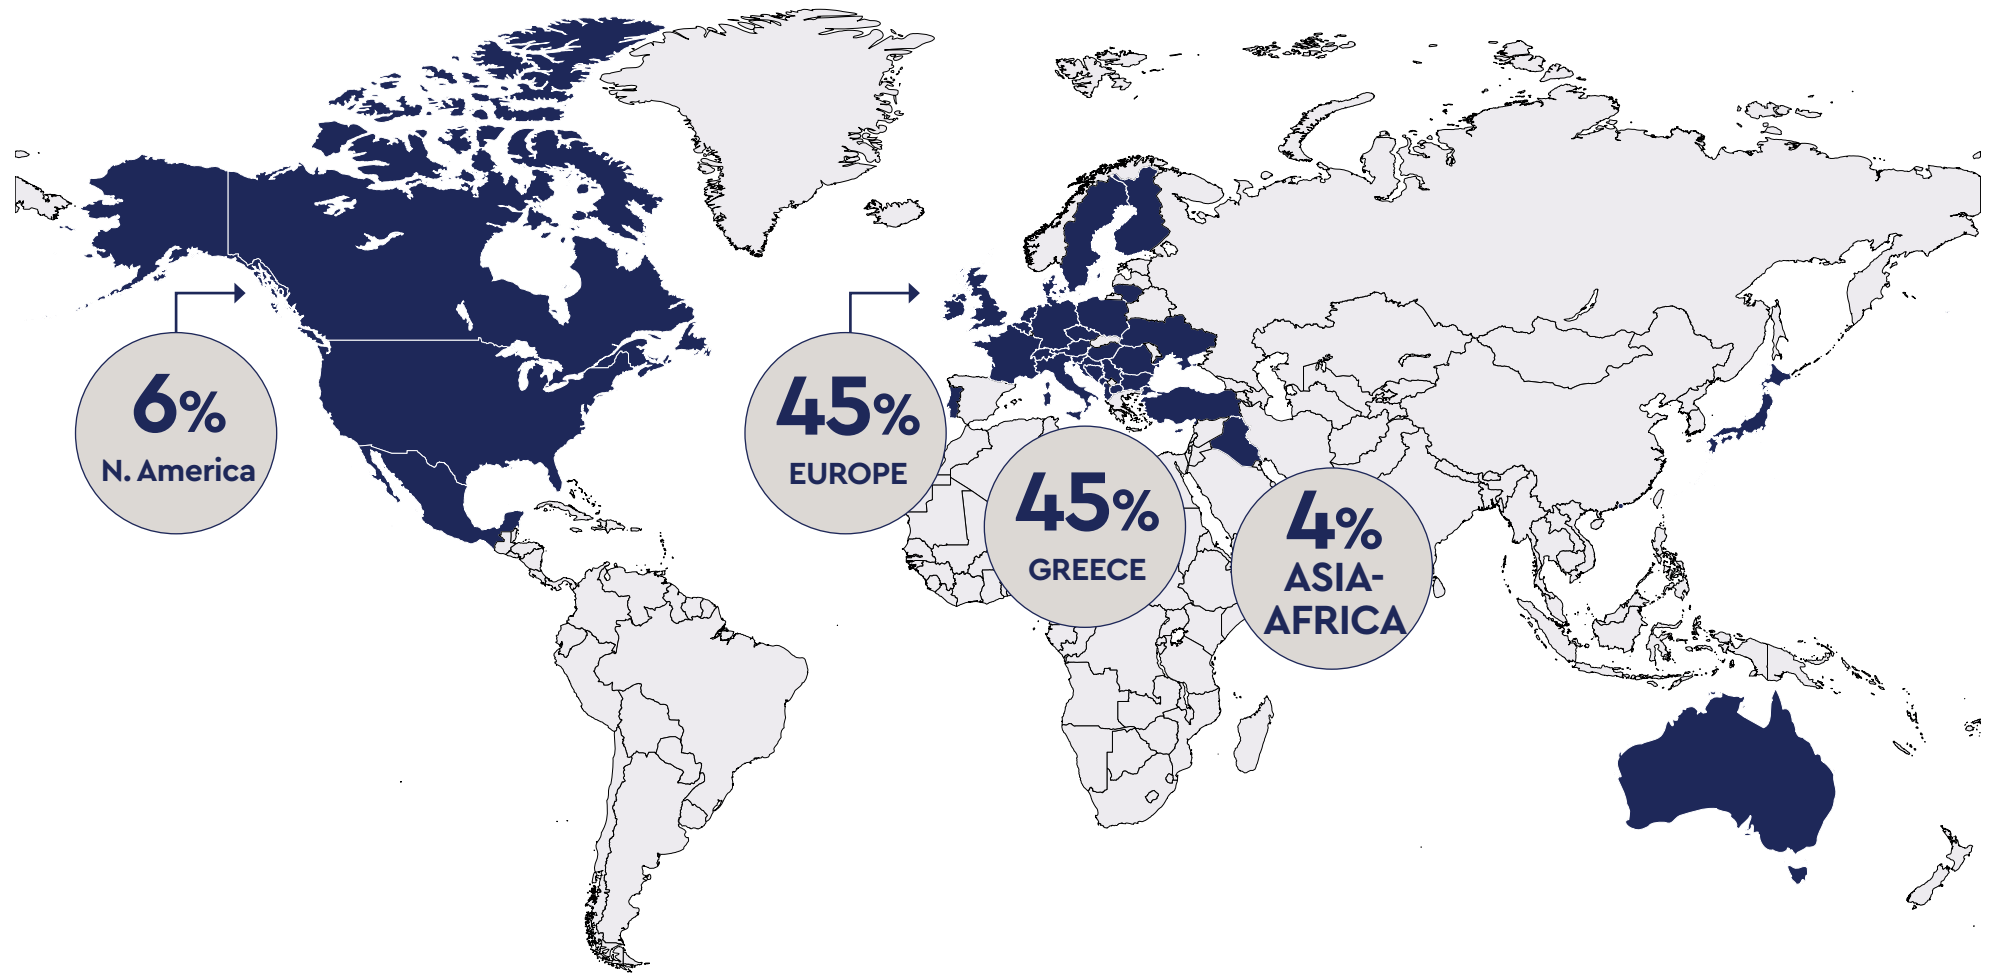 6%
N. America
45%
EUROPE
45%
GREECE
4%
ASIA-
AFRICA